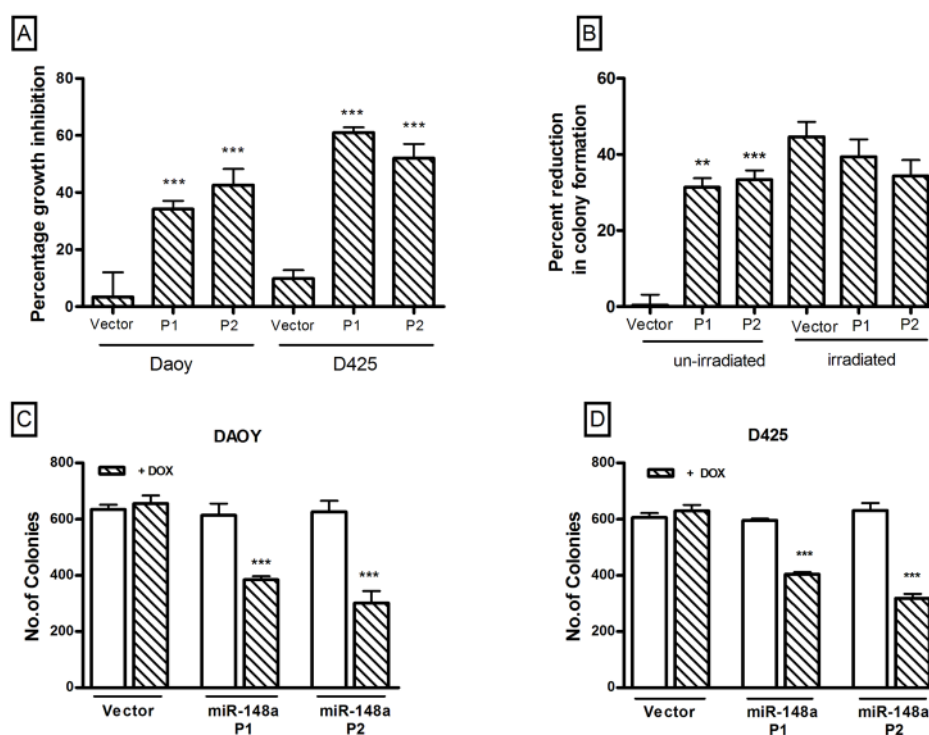 A
Percentage growth inhibition
80
60
40
20
0
***
***
***
***
Vector P1 P2 Vector P1 P2
Daoy D425
B
Percent reduction
in colony formation
60
40
20
0
**
***
Vector P1 P2 Vector P1 P2
un-irradiated irradiated
C
DAOY
+ DOX
No.of Colonies
800
600
400
200
0
***
***
Vector miR-148a miR-148a
P1 P2
D
D425
+ DOX
No.of Colonies
800
600
400
200
0
***
***
Vector miR-148a miR-148a
P1 P2